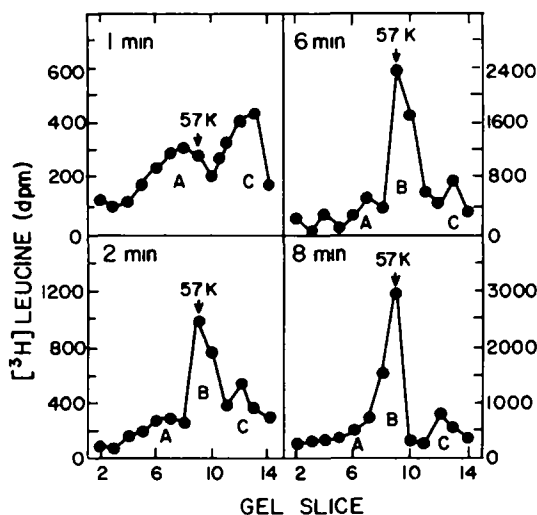 1 min
57K
A
C
600
400
200
0
6 min
57K
A
B
C
2400
1600
800
0
2 min
57K
A
B
C
1200
800
400
0
2 6 10 14
8 min
57K
A
B
C
3000
2000
1000
0
2 6 10 14
[³H] LEUCINE (dpm)
GEL SLICE